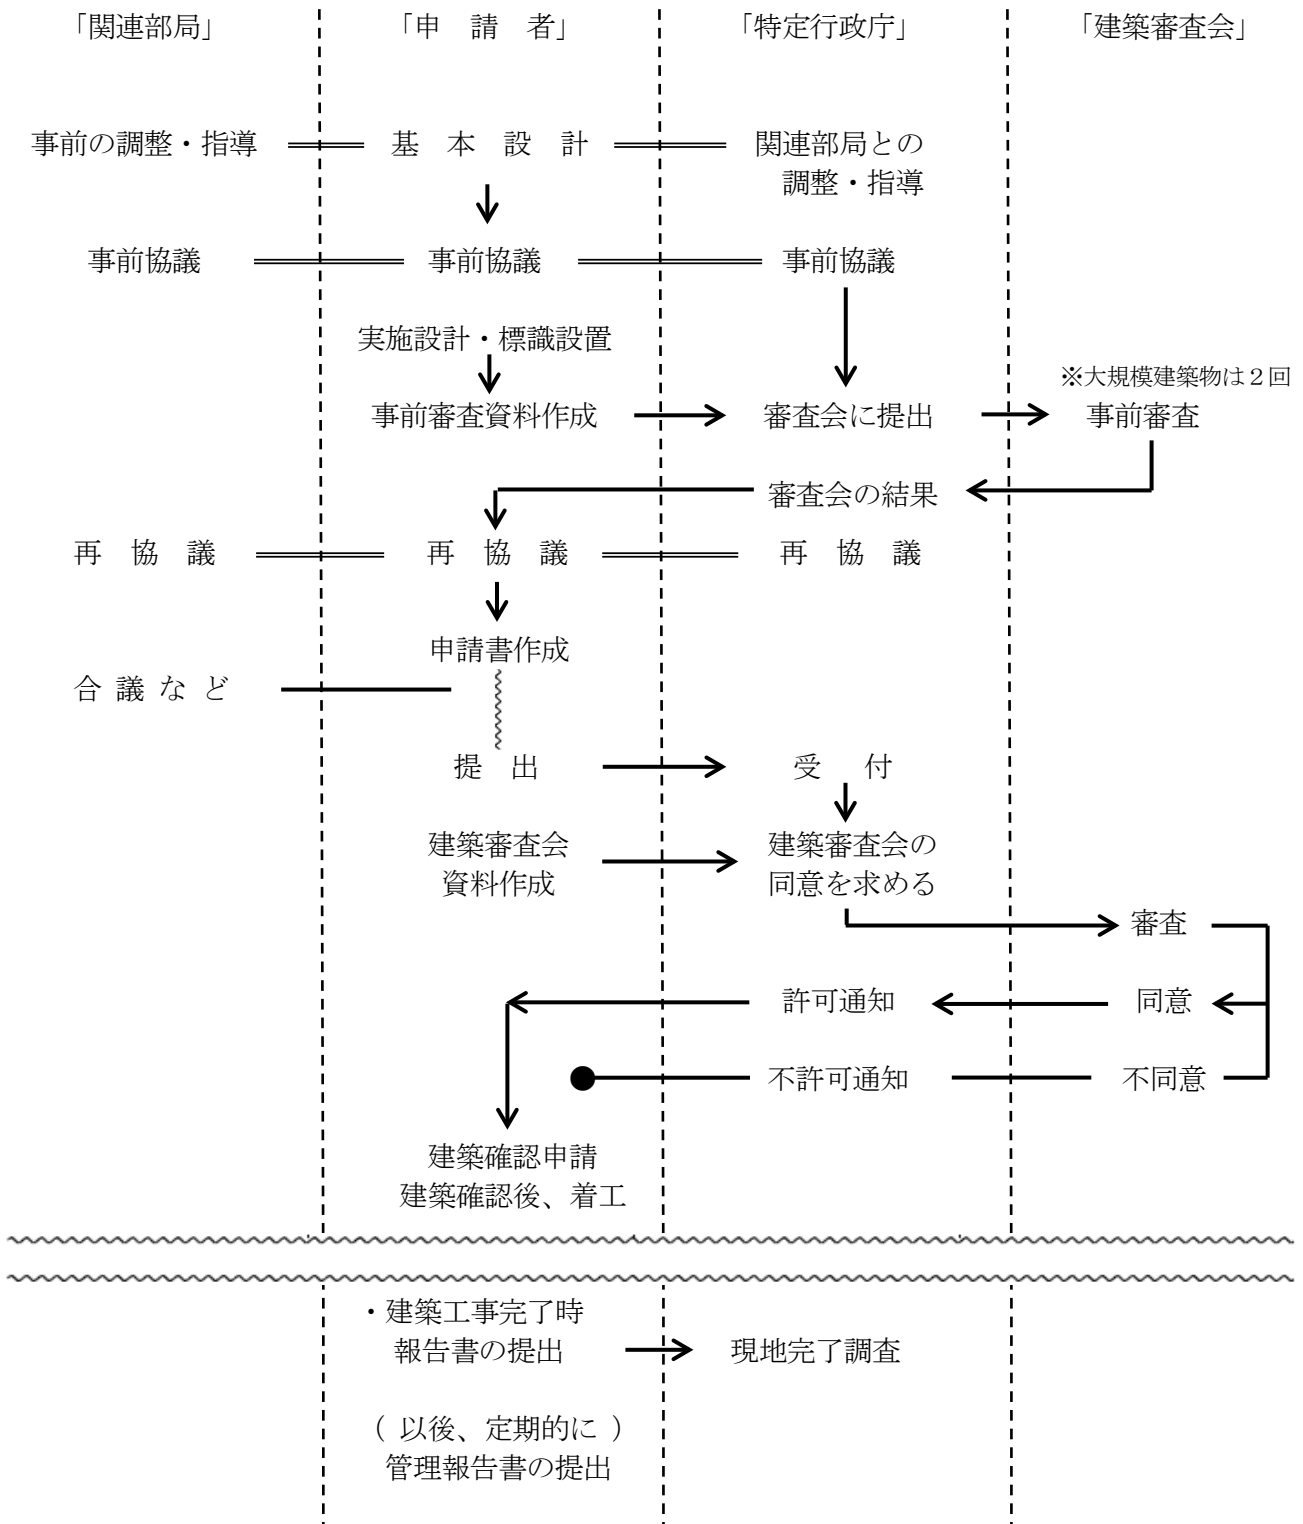 「関連部局」 「申　請　者」 「特定行政庁」 「建築審査会」
事前の調整・指導 基　本　設　計 関連部局との
調整・指導
事前協議 事前協議 事前協議
実施設計・標識設置
※大規模建築物は２回
事前審査資料作成 審査会に提出 事前審査
審査会の結果
再　協　議 再　協　議 再　協　議
申請書作成
合 議 な ど
提　出 受　付
建築審査会 建築審査会の
資料作成 同意を求める
審査
許可通知 同意
不許可通知 不同意
建築確認申請
建築確認後、着工
・建築工事完了時
報告書の提出 現地完了調査
（ 以後、定期的に ）
管理報告書の提出